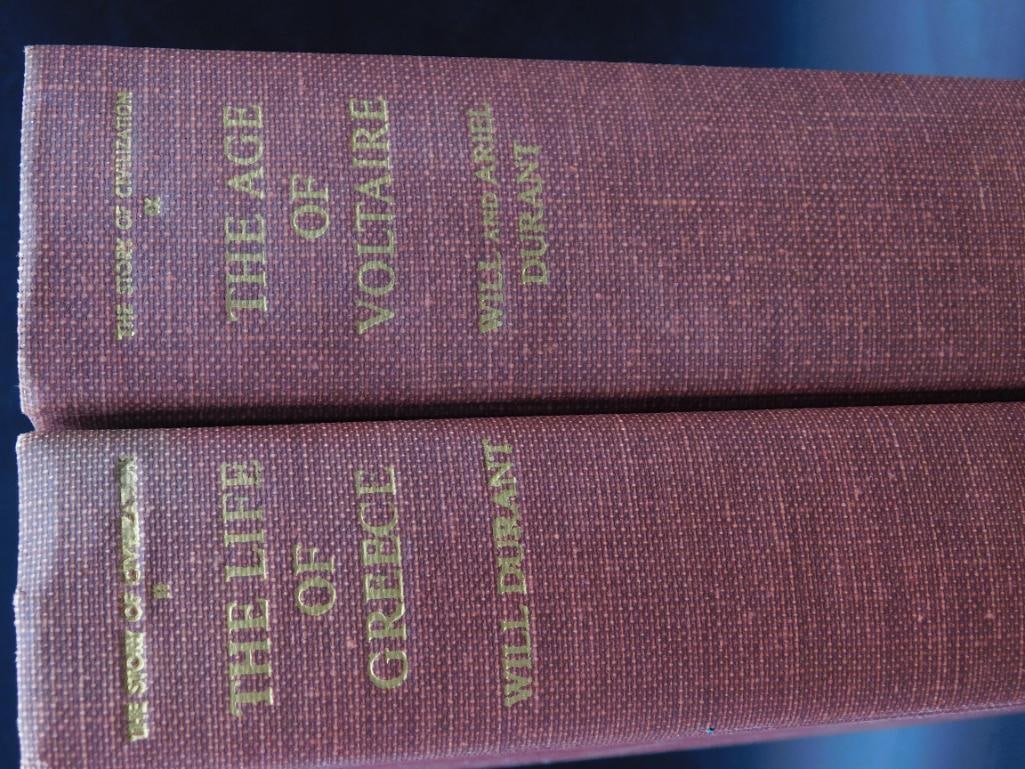 THE STORY OF CIVILIZATION
IX
THE AGE
OF
VOLTAIRE
WILL AND ARIEL
DURANT
THE STORY OF CIVILIZATION
II
THE LIFE
OF
GREECE
WILL DURANT